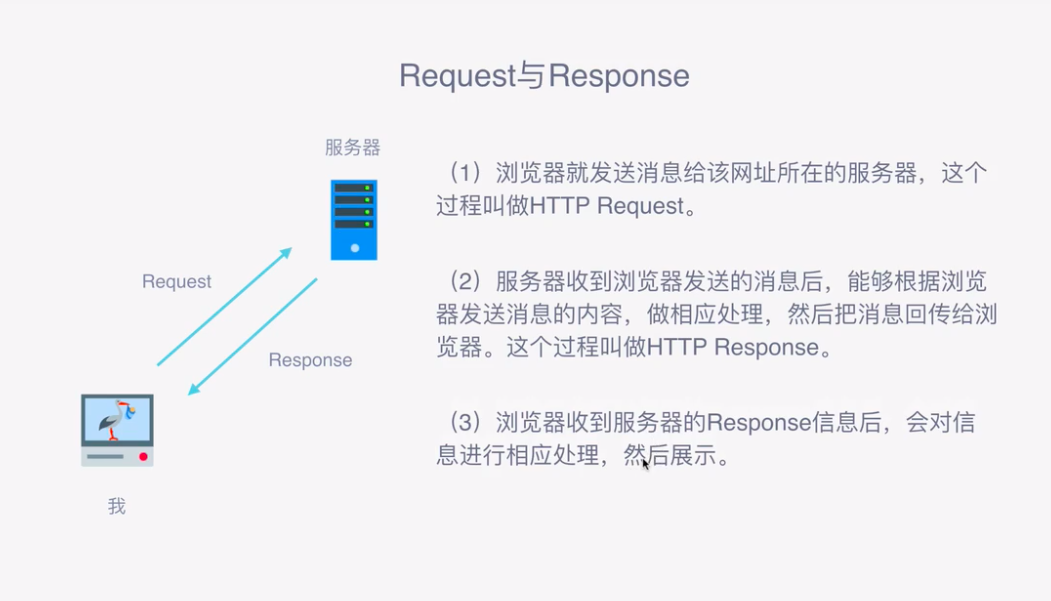 Request与Response
服务器
（1）浏览器就发送消息给该网址所在的服务器，这个
过程叫做HTTP Request。
（2）服务器收到浏览器发送的消息后，能够根据浏览
器发送消息的内容，做相应处理，然后把消息回传给浏
览器。这个过程叫做HTTP Response。
（3）浏览器收到服务器的Response信息后，会对信
息进行相应处理，然后展示。
Request
Response
我